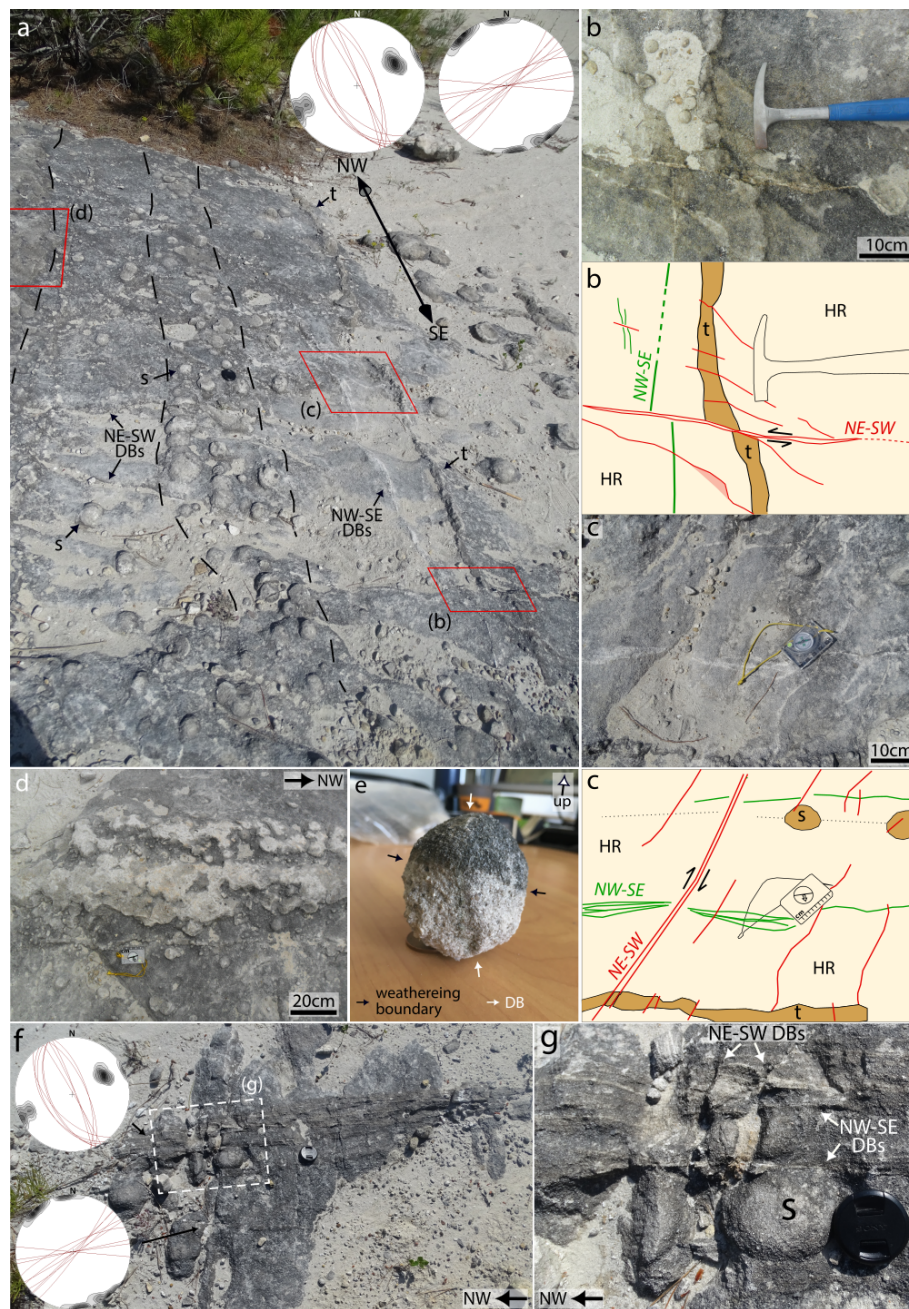 a
N
N
NW
t
(d)
SE
s
(c)
NE-SW
DBs
t
NW-SE
DBs
s
(b)
b
10cm
b
HR
t
NW-SE
NE-SW
t
HR
c
10cm
d
NW
20cm
e
up
weathereing
boundary
DB
c
s
HR
NW-SE
cm
NE-SW
HR
t
f
N
(g)
N
NW
g
NE-SW DBs
NW-SE
DBs
S
NW